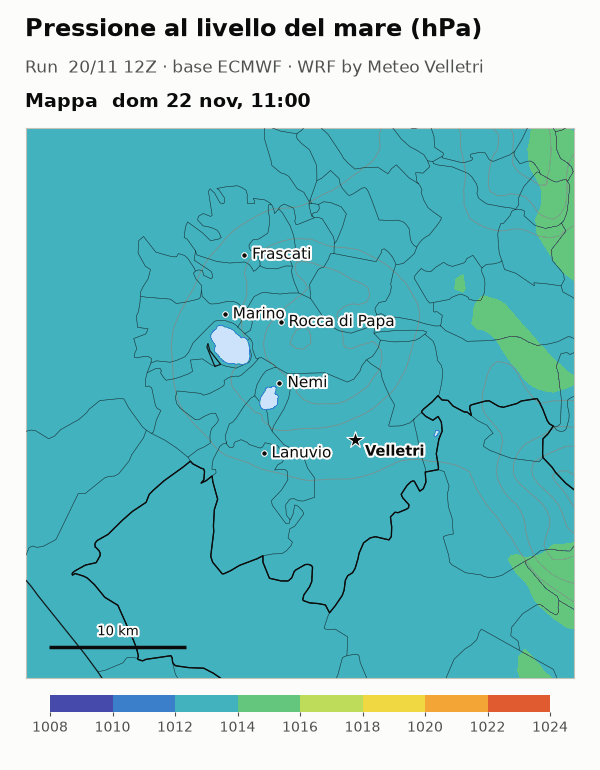 Pressione al livello del mare (hPa)
Run  20/11 12Z · base ECMWF · WRF by Meteo Velletri
Mappa  dom 22 nov, 11:00
Frascati
Marino
Rocca di Papa
Nemi
Velletri
Lanuvio
10 km
1008 1010 1012 1014 1016 1018 1020 1022 1024